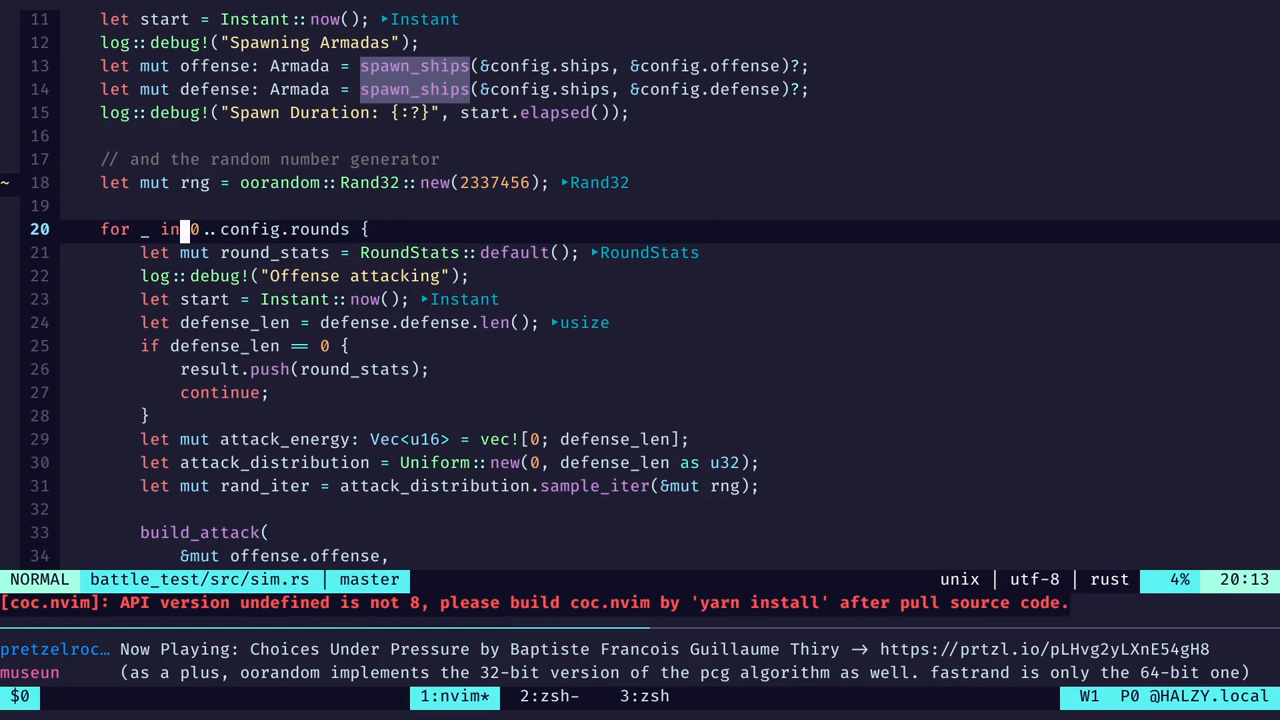 11 let start = Instant::now(); ▸Instant
12 log::debug!("Spawning Armadas");
13 let mut offense: Armada = spawn_ships(&config.ships, &config.offense)?;
14 let mut defense: Armada = spawn_ships(&config.ships, &config.defense)?;
15 log::debug!("Spawn Duration: {:?}", start.elapsed());
16
17 // and the random number generator
~ 18 let mut rng = oorandom::Rand32::new(2337456); ▸Rand32
19
20 for _ in 0..config.rounds {
21 let mut round_stats = RoundStats::default(); ▸RoundStats
22 log::debug!("Offense attacking");
23 let start = Instant::now(); ▸Instant
24 let defense_len = defense.defense.len(); ▸usize
25 if defense_len == 0 {
26 result.push(round_stats);
27 continue;
28 }
29 let mut attack_energy: Vec<u16> = vec![0; defense_len];
30 let attack_distribution = Uniform::new(0, defense_len as u32);
31 let mut rand_iter = attack_distribution.sample_iter(&mut rng);
32
33 build_attack(
34 &mut offense.offense,
NORMAL battle_test/src/sim.rs | master unix | utf-8 | rust 4% 20:13
[coc.nvim]: API version undefined is not 8, please build coc.nvim by 'yarn install' after pull source code.
pretzelroc… Now Playing: Choices Under Pressure by Baptiste Francois Guillaume Thiry -> https://prtzl.io/pLHvg2yLXnE54gH8
museun (as a plus, oorandom implements the 32-bit version of the pcg algorithm as well. fastrand is only the 64-bit one)
$0 1:nvim* 2:zsh- 3:zsh W1 P0 @HALZY.local